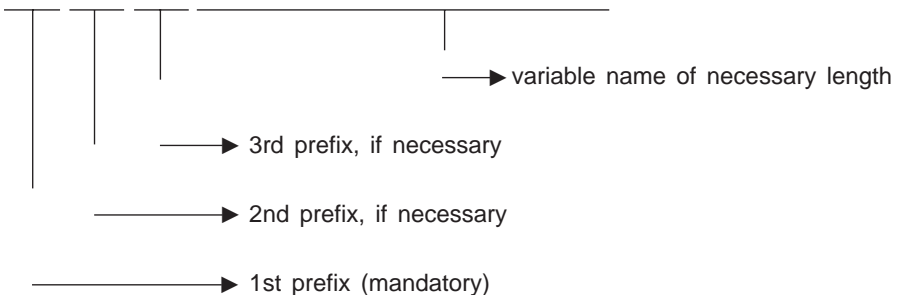 variable name of necessary length
3rd prefix, if necessary
2nd prefix, if necessary
1st prefix (mandatory)